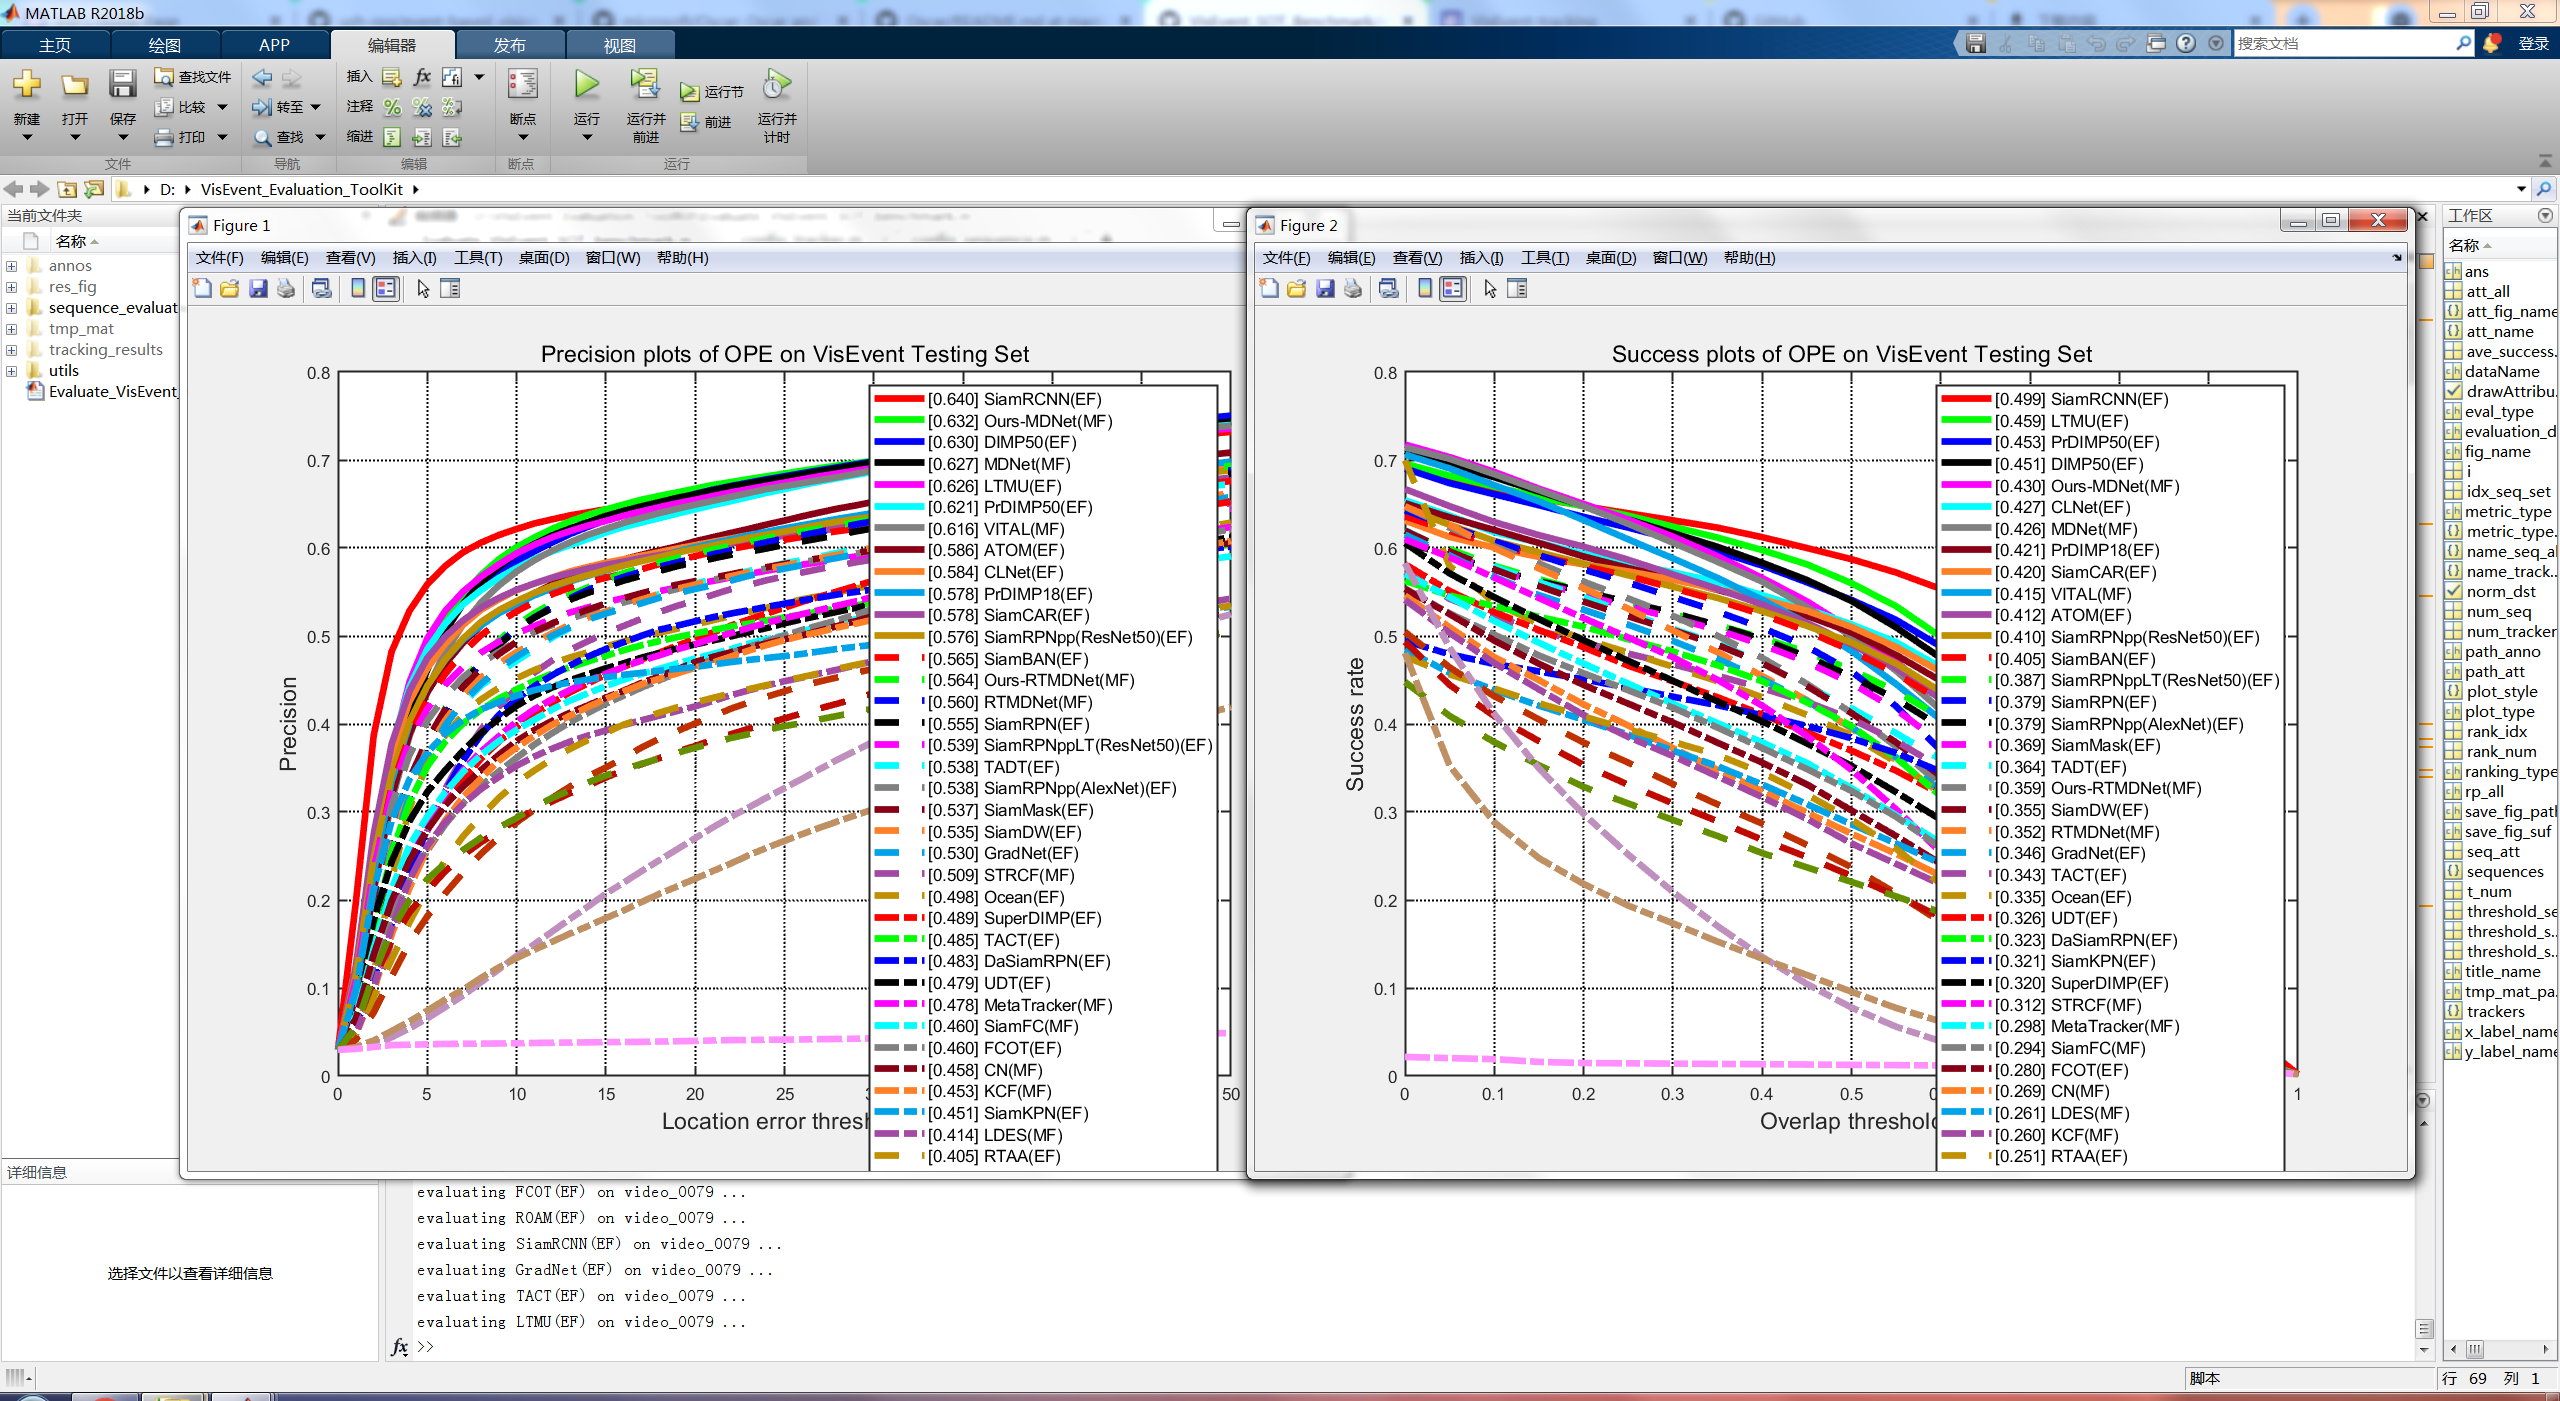 MATLAB R2018b
主页 绘图 APP 编辑器 发布 视图
搜索文档 登录
新建 打开 保存 查找文件 比较 打印
文件
转至 查找
导航
插入 fx
注释
缩进
编辑
断点
断点
运行 运行并前进 运行节 前进 运行并计时
运行
D: VisEvent_Evaluation_ToolKit
当前文件夹
名称
annos
res_fig
sequence_evaluat
tmp_mat
tracking_results
utils
Evaluate_VisEvent_
详细信息
选择文件以查看详细信息
Figure 1
文件(F) 编辑(E) 查看(V) 插入(I) 工具(T) 桌面(D) 窗口(W) 帮助(H)
Precision plots of OPE on VisEvent Testing Set
Precision
0.8
0.7
0.6
0.5
0.4
0.3
0.2
0.1
0
0 5 10 15 20 25 50
Location error thresh
[0.640] SiamRCNN(EF)
[0.632] Ours-MDNet(MF)
[0.630] DIMP50(EF)
[0.627] MDNet(MF)
[0.626] LTMU(EF)
[0.621] PrDIMP50(EF)
[0.616] VITAL(MF)
[0.586] ATOM(EF)
[0.584] CLNet(EF)
[0.578] PrDIMP18(EF)
[0.578] SiamCAR(EF)
[0.576] SiamRPNpp(ResNet50)(EF)
[0.565] SiamBAN(EF)
[0.564] Ours-RTMDNet(MF)
[0.560] RTMDNet(MF)
[0.555] SiamRPN(EF)
[0.539] SiamRPNppLT(ResNet50)(EF)
[0.538] TADT(EF)
[0.538] SiamRPNpp(AlexNet)(EF)
[0.537] SiamMask(EF)
[0.535] SiamDW(EF)
[0.530] GradNet(EF)
[0.509] STRCF(MF)
[0.498] Ocean(EF)
[0.489] SuperDIMP(EF)
[0.485] TACT(EF)
[0.483] DaSiamRPN(EF)
[0.479] UDT(EF)
[0.478] MetaTracker(MF)
[0.460] SiamFC(MF)
[0.460] FCOT(EF)
[0.458] CN(MF)
[0.453] KCF(MF)
[0.451] SiamKPN(EF)
[0.414] LDES(MF)
[0.405] RTAA(EF)
Figure 2
文件(F) 编辑(E) 查看(V) 插入(I) 工具(T) 桌面(D) 窗口(W) 帮助(H)
Success plots of OPE on VisEvent Testing Set
Success rate
0.8
0.7
0.6
0.5
0.4
0.3
0.2
0.1
0
0 0.1 0.2 0.3 0.4 0.5 1
Overlap threshold
[0.499] SiamRCNN(EF)
[0.459] LTMU(EF)
[0.453] PrDIMP50(EF)
[0.451] DIMP50(EF)
[0.430] Ours-MDNet(MF)
[0.427] CLNet(EF)
[0.426] MDNet(MF)
[0.421] PrDIMP18(EF)
[0.420] SiamCAR(EF)
[0.415] VITAL(MF)
[0.412] ATOM(EF)
[0.410] SiamRPNpp(ResNet50)(EF)
[0.405] SiamBAN(EF)
[0.387] SiamRPNppLT(ResNet50)(EF)
[0.379] SiamRPN(EF)
[0.379] SiamRPNpp(AlexNet)(EF)
[0.369] SiamMask(EF)
[0.364] TADT(EF)
[0.359] Ours-RTMDNet(MF)
[0.355] SiamDW(EF)
[0.352] RTMDNet(MF)
[0.346] GradNet(EF)
[0.343] TACT(EF)
[0.335] Ocean(EF)
[0.326] UDT(EF)
[0.323] DaSiamRPN(EF)
[0.321] SiamKPN(EF)
[0.320] SuperDIMP(EF)
[0.312] STRCF(MF)
[0.298] MetaTracker(MF)
[0.294] SiamFC(MF)
[0.280] FCOT(EF)
[0.269] CN(MF)
[0.261] LDES(MF)
[0.260] KCF(MF)
[0.251] RTAA(EF)
evaluating FCOT(EF) on video_0079 ...
evaluating ROAM(EF) on video_0079 ...
evaluating SiamRCNN(EF) on video_0079 ...
evaluating GradNet(EF) on video_0079 ...
evaluating TACT(EF) on video_0079 ...
evaluating LTMU(EF) on video_0079 ...
fx >>
工作区
名称
ans
att_all
att_fig_name
att_name
ave_success.
dataName
drawAttribu.
eval_type
evaluation_d
fig_name
i
idx_seq_set
metric_type
metric_type.
name_seq_al
name_track..
norm_dst
num_seq
num_tracker
path_anno
path_att
plot_style
plot_type
rank_idx
rank_num
ranking_type
rp_all
save_fig_patl
save_fig_suf
seq_att
sequences
t_num
threshold_se
threshold_s..
threshold_s..
title_name
tmp_mat_pa.
trackers
x_label_name
y_label_name
脚本 行 69 列 1